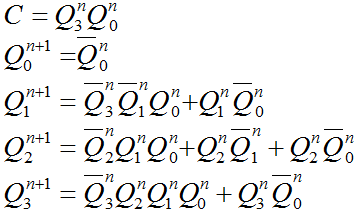 $C = Q_3^n Q_0^n$
$Q_0^{n+1} = \overline{Q}_0^n$
$Q_1^{n+1} = \overline{Q}_3^n \overline{Q}_1^n Q_0^n + Q_1^n \overline{Q}_0^n$
$Q_2^{n+1} = \overline{Q}_2^n Q_1^n Q_0^n + Q_2^n \overline{Q}_1^n + Q_2^n \overline{Q}_0^n$
$Q_3^{n+1} = \overline{Q}_3^n Q_2^n Q_1^n Q_0^n + Q_3^n \overline{Q}_0^n$